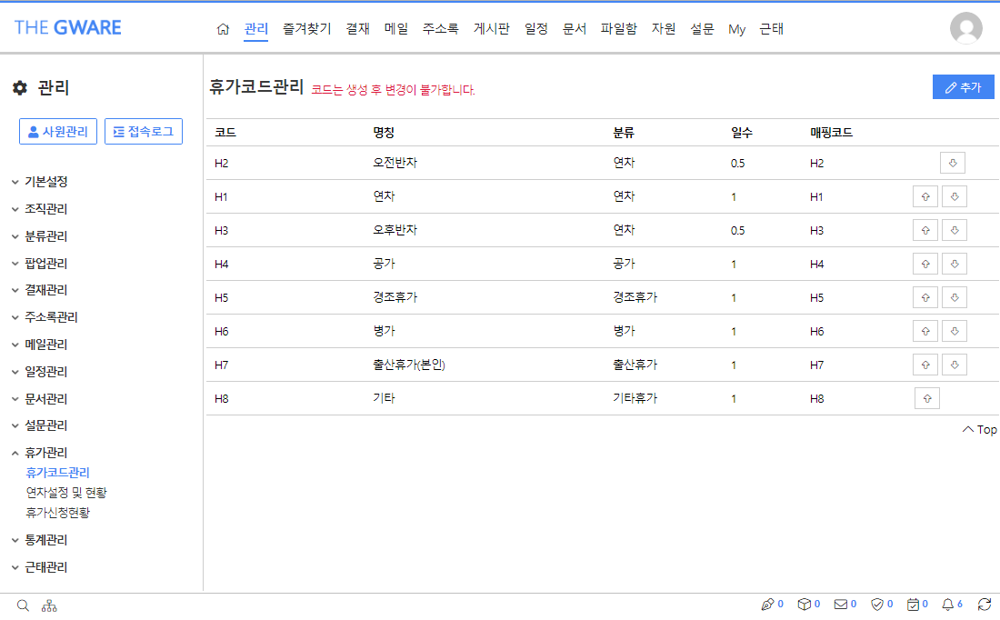 THE GWARE
관리 즐겨찾기 결재 메일 주소록 게시판 일정 문서 파일함 자원 설문 My 근태
관리
사원관리 접속로그
기본설정
조직관리
분류관리
팝업관리
결재관리
주소록관리
메일관리
일정관리
문서관리
설문관리
휴가관리
휴가코드관리
연차설정 및 현황
휴가신청현황
통계관리
근태관리
휴가코드관리 코드는 생성 후 변경이 불가합니다.
추가
코드 명칭 분류 일수 매핑코드
H2 오전반차 연차 0.5 H2
H1 연차 연차 1 H1
H3 오후반차 연차 0.5 H3
H4 공가 공가 1 H4
H5 경조휴가 경조휴가 1 H5
H6 병가 병가 1 H6
H7 출산휴가(본인) 출산휴가 1 H7
H8 기타 기타휴가 1 H8
Top
0 0 0 0 0 6